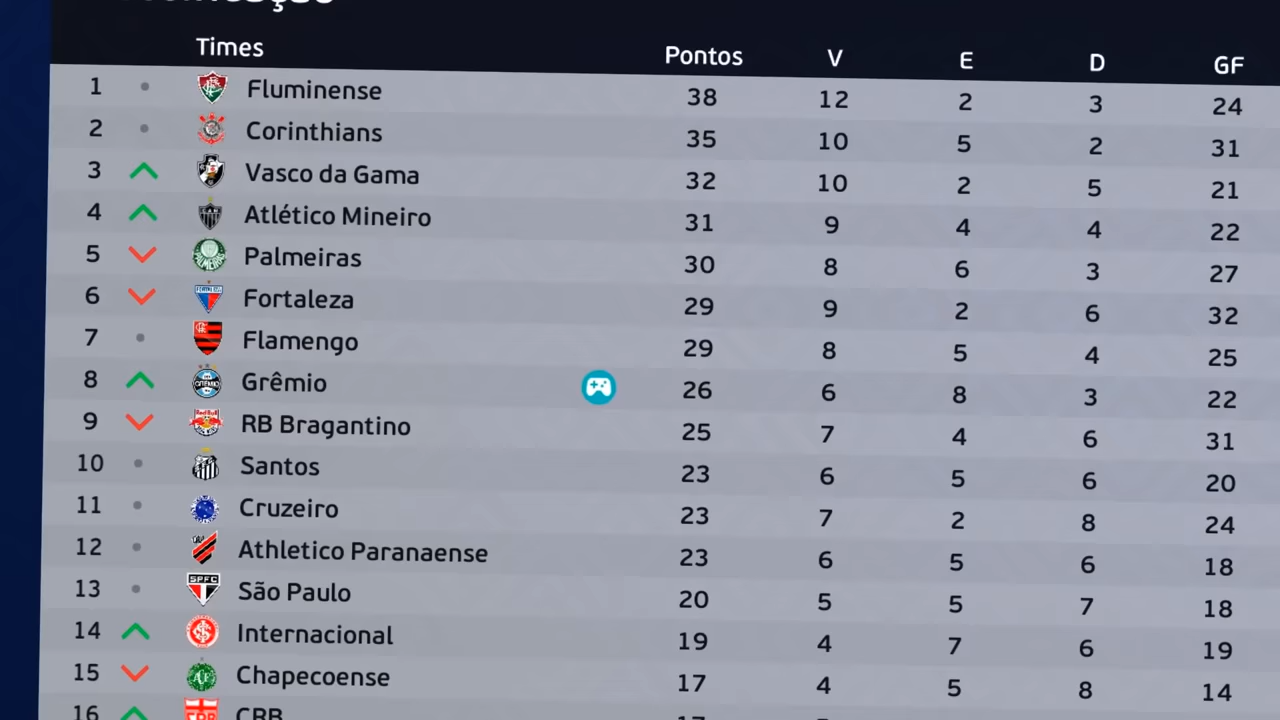 Times Pontos V E D GF
1 Fluminense 38 12 2 3 24
2 Corinthians 35 10 5 2 31
3 Vasco da Gama 32 10 2 5 21
4 Atlético Mineiro 31 9 4 4 22
5 Palmeiras 30 8 6 3 27
6 Fortaleza 29 9 2 6 32
7 Flamengo 29 8 5 4 25
8 Grêmio 26 6 8 3 22
9 RB Bragantino 25 7 4 6 31
10 Santos 23 6 5 6 20
11 Cruzeiro 23 7 2 8 24
12 Athletico Paranaense 23 6 5 6 18
13 São Paulo 20 5 5 7 18
14 Internacional 19 4 7 6 19
15 Chapecoense 17 4 5 8 14
16 CRB 17